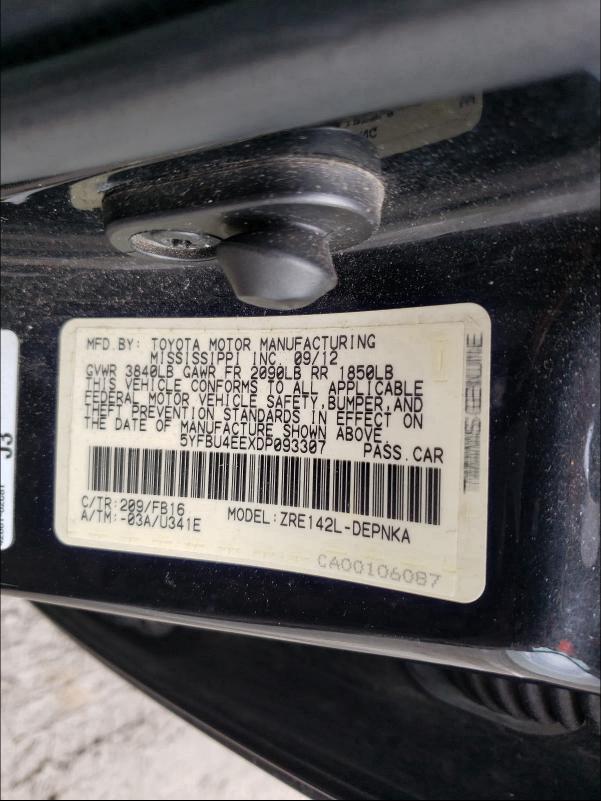 MFD.BY: TOYOTA MOTOR MANUFACTURING
MISSISSIPPI INC. 09/12
GVWR 3840LB GAWR FR 2090LB RR 1850LB
THIS VEHICLE CONFORMS TO ALL APPLICABLE
FEDERAL MOTOR VEHICLE SAFETY,BUMPER,AND
THEFT PREVENTION STANDARDS IN EFFECT ON
THE DATE OF MANUFACTURE SHOWN ABOVE.
5YFBU4EEXDP093307 PASS.CAR
C/TR:209/FB16
A/TM:-03A/U341E MODEL:ZRE142L-DEPNKA
CA00106087
J3